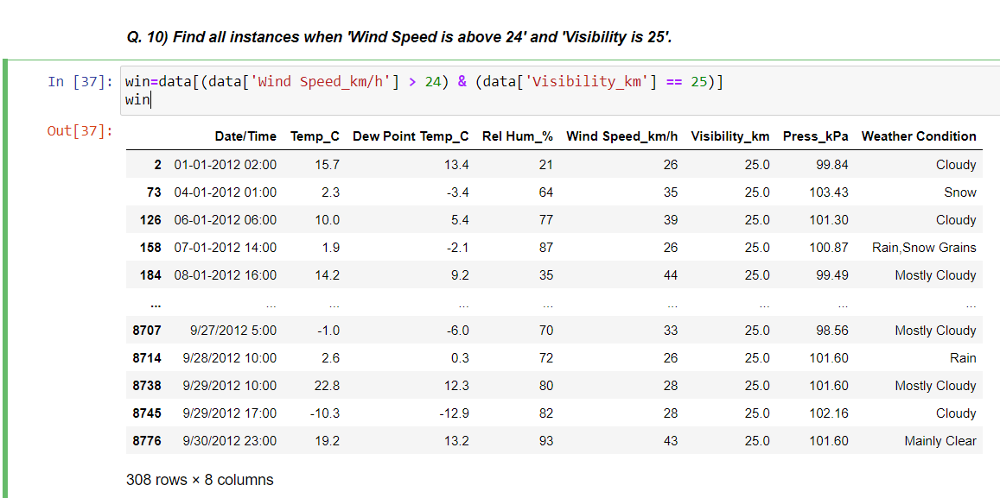 Q. 10) Find all instances when 'Wind Speed is above 24' and 'Visibility is 25'.
In [37]: win=data[(data['Wind Speed_km/h'] > 24) & (data['Visibility_km'] == 25)]
win
Out[37]:
Date/Time Temp_C Dew Point Temp_C Rel Hum_% Wind Speed_km/h Visibility_km Press_kPa Weather Condition
2 01-01-2012 02:00 15.7 13.4 21 26 25.0 99.84 Cloudy
73 04-01-2012 01:00 2.3 -3.4 64 35 25.0 103.43 Snow
126 06-01-2012 06:00 10.0 5.4 77 39 25.0 101.30 Cloudy
158 07-01-2012 14:00 1.9 -2.1 87 26 25.0 100.87 Rain,Snow Grains
184 08-01-2012 16:00 14.2 9.2 35 44 25.0 99.49 Mostly Cloudy
... ... ... ... ... ... ... ... ...
8707 9/27/2012 5:00 -1.0 -6.0 70 33 25.0 98.56 Mostly Cloudy
8714 9/28/2012 10:00 2.6 0.3 72 26 25.0 101.60 Rain
8738 9/29/2012 10:00 22.8 12.3 80 28 25.0 101.60 Mostly Cloudy
8745 9/29/2012 17:00 -10.3 -12.9 82 28 25.0 102.16 Cloudy
8776 9/30/2012 23:00 19.2 13.2 93 43 25.0 101.60 Mainly Clear
308 rows × 8 columns